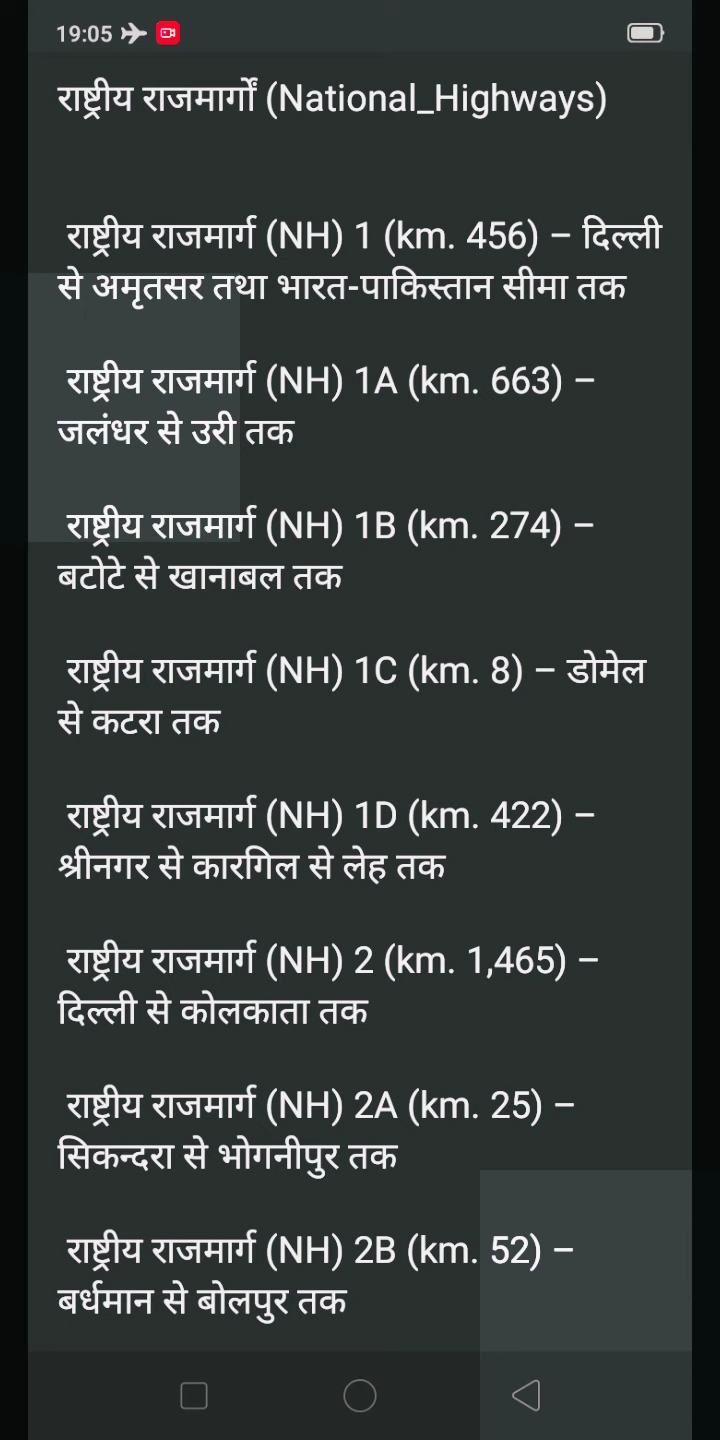 19:05
राष्ट्रीय राजमार्गों (National_Highways)
राष्ट्रीय राजमार्ग (NH) 1 (km. 456) – दिल्ली
से अमृतसर तथा भारत-पाकिस्तान सीमा तक
राष्ट्रीय राजमार्ग (NH) 1A (km. 663) –
जलंधर से उरी तक
राष्ट्रीय राजमार्ग (NH) 1B (km. 274) –
बटोटे से खानाबल तक
राष्ट्रीय राजमार्ग (NH) 1C (km. 8) – डोमेल
से कटरा तक
राष्ट्रीय राजमार्ग (NH) 1D (km. 422) –
श्रीनगर से कारगिल से लेह तक
राष्ट्रीय राजमार्ग (NH) 2 (km. 1,465) –
दिल्ली से कोलकाता तक
राष्ट्रीय राजमार्ग (NH) 2A (km. 25) –
सिकन्दरा से भोगनीपुर तक
राष्ट्रीय राजमार्ग (NH) 2B (km. 52) –
बर्धमान से बोलपुर तक